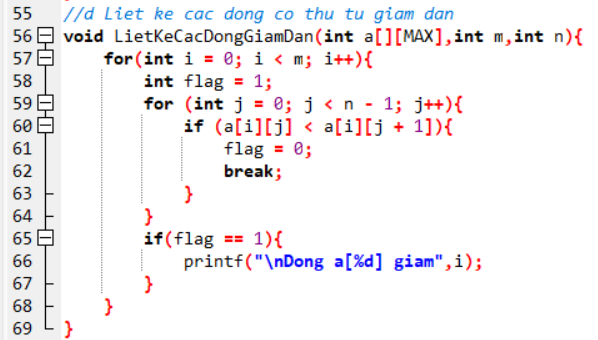 55 //d Liet ke cac dong co thu tu giam dan
56 void LietKeCacDongGiamDan(int a[][MAX],int m,int n){
57 for(int i = 0; i < m; i++){
58 int flag = 1;
59 for (int j = 0; j < n - 1; j++){
60 if (a[i][j] < a[i][j + 1]){
61 flag = 0;
62 break;
63 }
64 }
65 if(flag == 1){
66 printf("\nDong a[%d] giam",i);
67 }
68 }
69 }